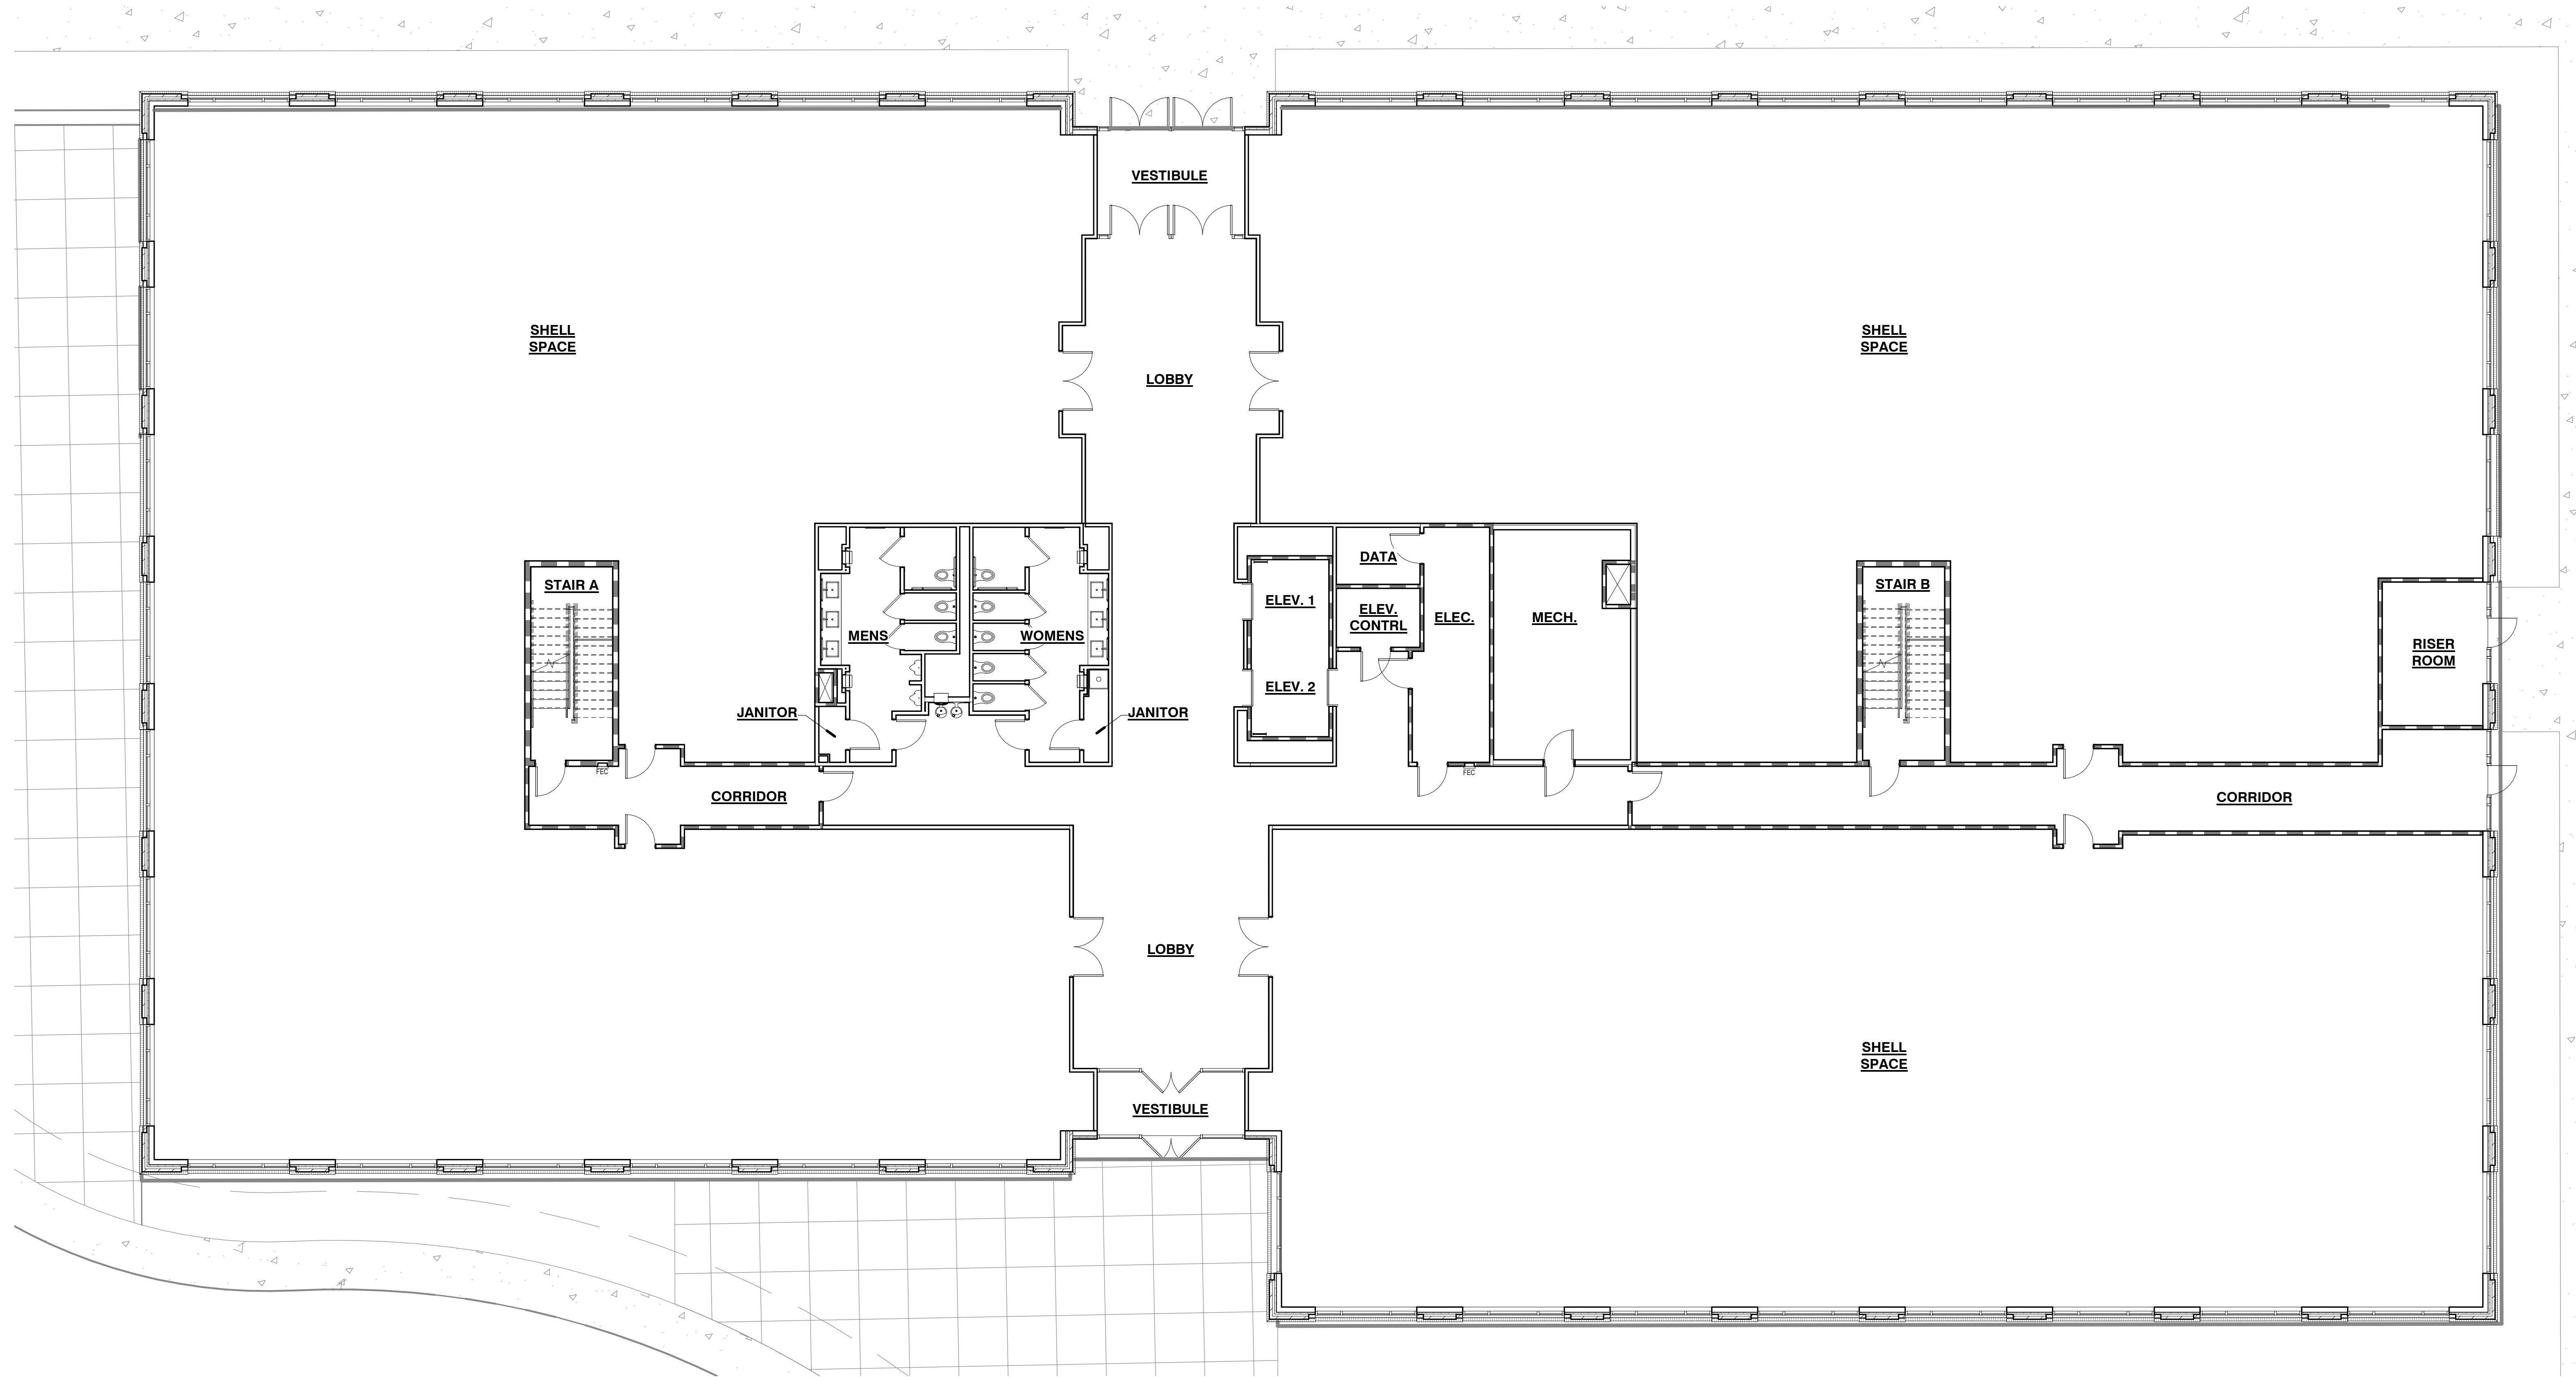 VESTIBULE
SHELL
SPACE
LOBBY
SHELL
SPACE
DATA
STAIR A
STAIR B
ELEV. 1
ELEV.
CONTRL
ELEC.
MECH.
MENS
WOMENS
RISER
ROOM
ELEV. 2
JANITOR
JANITOR
FEC
FEC
CORRIDOR
CORRIDOR
LOBBY
SHELL
SPACE
VESTIBULE